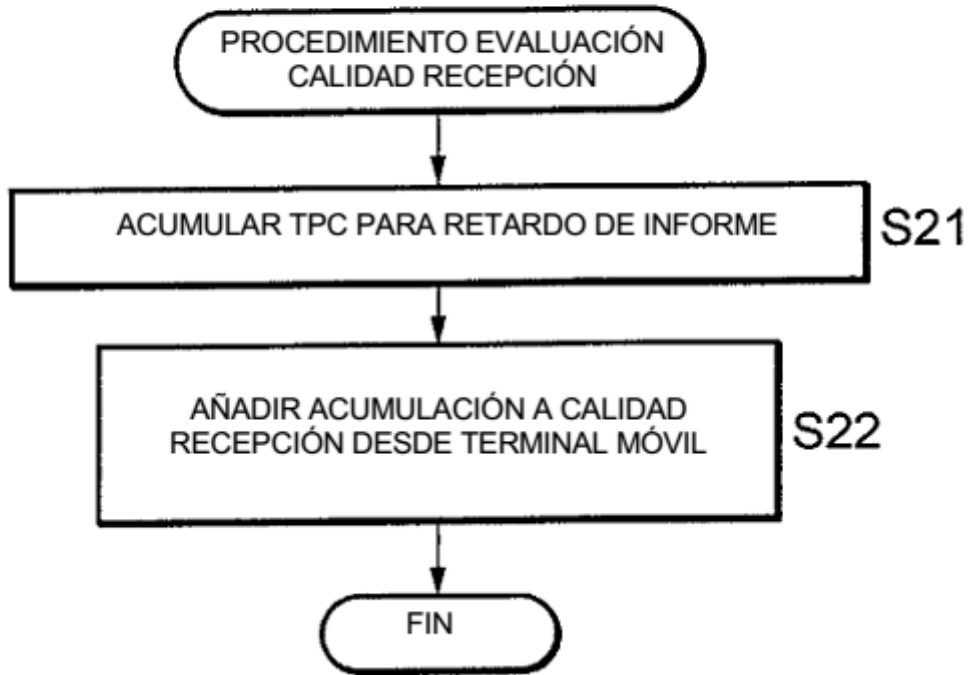 PROCEDIMIENTO EVALUACIÓN
CALIDAD RECEPCIÓN
ACUMULAR TPC PARA RETARDO DE INFORME
S21
AÑADIR ACUMULACIÓN A CALIDAD
RECEPCIÓN DESDE TERMINAL MÓVIL
S22
FIN